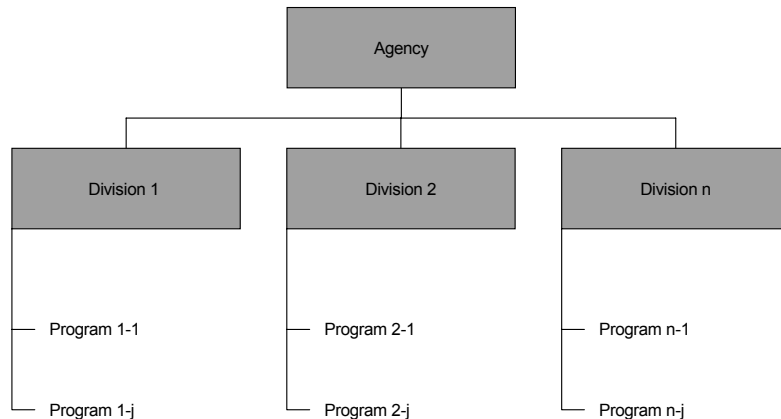 Agency
Division 1
Division 2
Division n
Program 1-1
Program 2-1
Program n-1
Program 1-j
Program 2-j
Program n-j